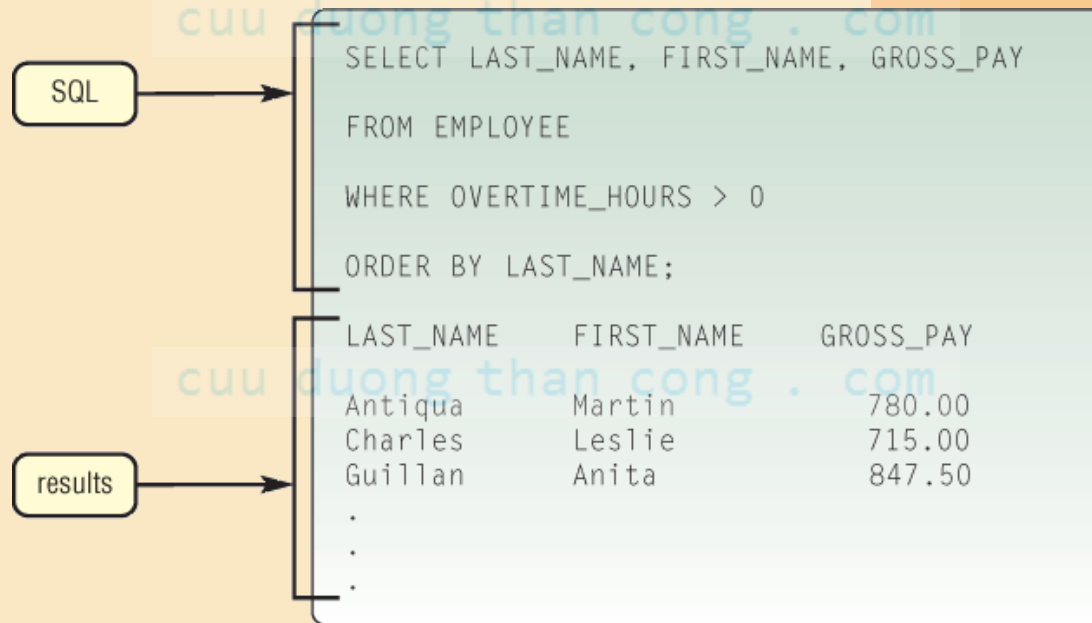 cuu duong than cong . com
SQL
SELECT LAST_NAME, FIRST_NAME, GROSS_PAY
FROM EMPLOYEE
WHERE OVERTIME_HOURS > 0
ORDER BY LAST_NAME;
LAST_NAME FIRST_NAME GROSS_PAY
cuu duong than cong . com
Antiqua Martin 780.00
Charles Leslie 715.00
results
Guillan Anita 847.50
.
.
.